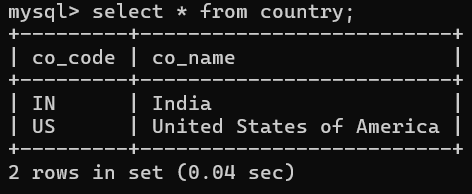 mysql> select * from country;
+---------+--------------------------+
| co_code | co_name                  |
+---------+--------------------------+
| IN      | India                    |
| US      | United States of America |
+---------+--------------------------+
2 rows in set (0.04 sec)